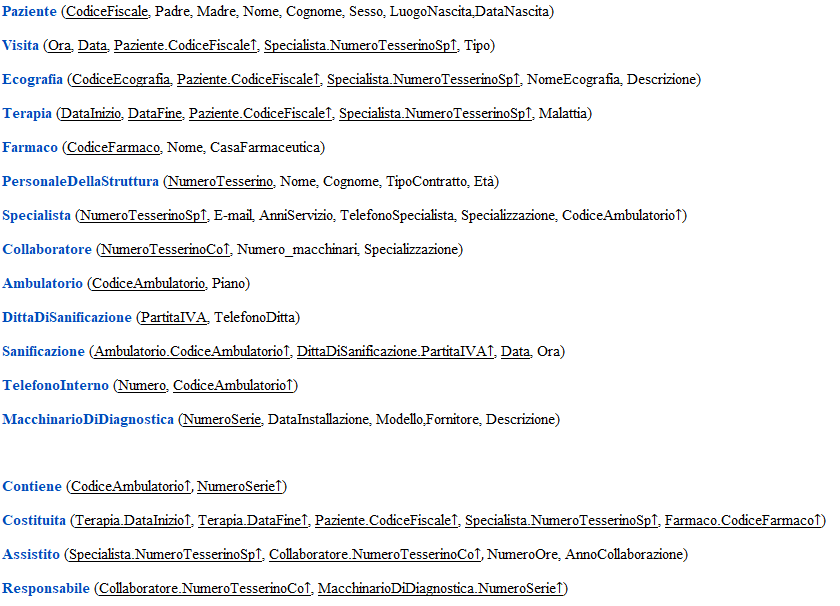 Paziente (CodiceFiscale, Padre, Madre, Nome, Cognome, Sesso, LuogoNascita,DataNascita)
Visita (Ora, Data, Paziente.CodiceFiscale↑, Specialista.NumeroTesserinoSp↑, Tipo)
Ecografia (CodiceEcografia, Paziente.CodiceFiscale↑, Specialista.NumeroTesserinoSp↑, NomeEcografia, Descrizione)
Terapia (DataInizio, DataFine, Paziente.CodiceFiscale↑, Specialista.NumeroTesserinoSp↑, Malattia)
Farmaco (CodiceFarmaco, Nome, CasaFarmaceutica)
PersonaleDellaStruttura (NumeroTesserino, Nome, Cognome, TipoContratto, Età)
Specialista (NumeroTesserinoSp↑, E-mail, AnniServizio, TelefonoSpecialista, Specializzazione, CodiceAmbulatorio↑)
Collaboratore (NumeroTesserinoCo↑, Numero_macchinari, Specializzazione)
Ambulatorio (CodiceAmbulatorio, Piano)
DittaDiSanificazione (PartitaIVA, TelefonoDitta)
Sanificazione (Ambulatorio.CodiceAmbulatorio↑, DittaDiSanificazione.PartitaIVA↑, Data, Ora)
TelefonoInterno (Numero, CodiceAmbulatorio↑)
MacchinarioDiDiagnostica (NumeroSerie, DataInstallazione, Modello,Fornitore, Descrizione)
Contiene (CodiceAmbulatorio↑, NumeroSerie↑)
Costituita (Terapia.DataInizio↑, Terapia.DataFine↑, Paziente.CodiceFiscale↑, Specialista.NumeroTesserinoSp↑, Farmaco.CodiceFarmaco↑)
Assistito (Specialista.NumeroTesserinoSp↑, Collaboratore.NumeroTesserinoCo↑, NumeroOre, AnnoCollaborazione)
Responsabile (Collaboratore.NumeroTesserinoCo↑, MacchinarioDiDiagnostica.NumeroSerie↑)